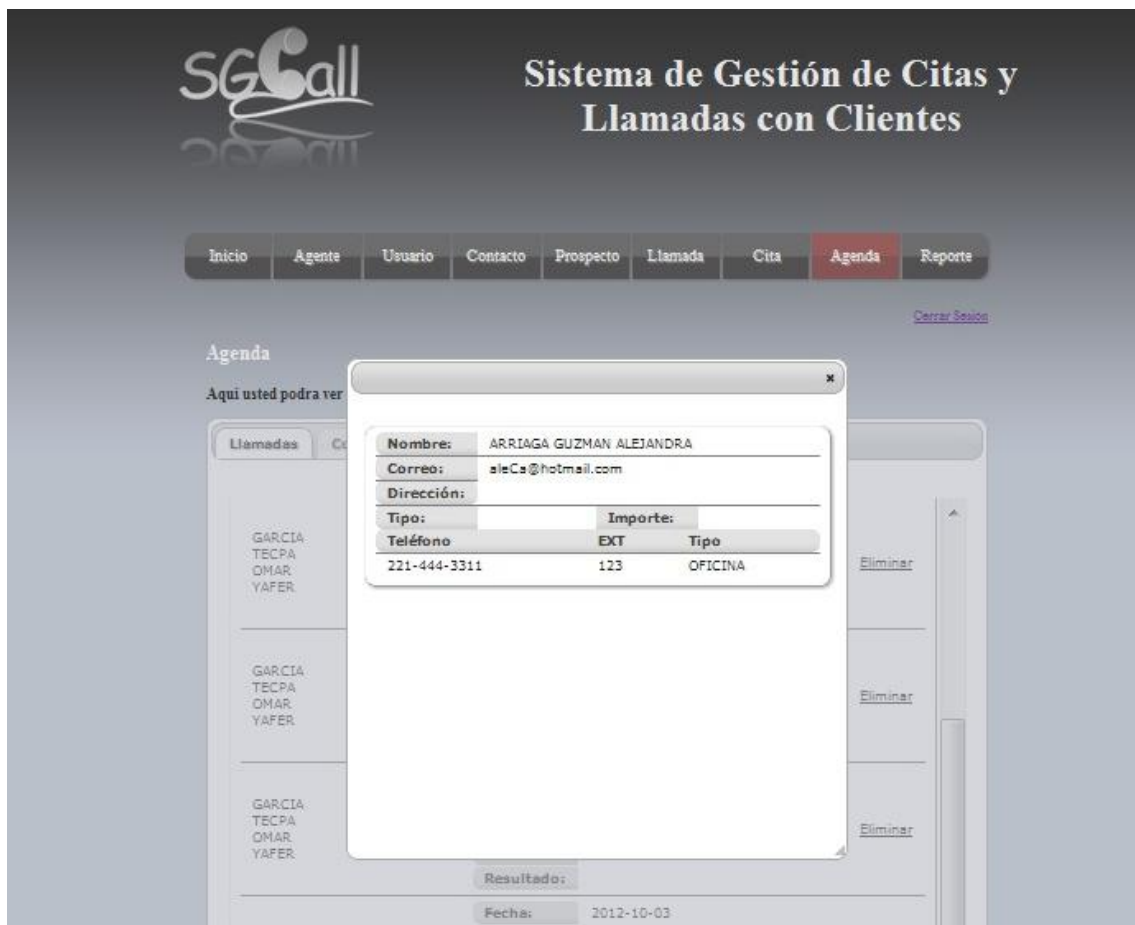 SGCall
Sistema de Gestión de Citas y
Llamadas con Clientes
Inicio Agente Usuario Contacto Prospecto Llamada Cita Agenda Reporte
Cerrar Sesión
Agenda
Aqui usted podra ver
Llamadas
Nombre: ARRIAGA GUZMAN ALEJANDRA
Correo: aleCa@hotmail.com
Dirección:
Tipo: Importe:
Teléfono EXT Tipo
221-444-3311 123 OFICINA
GARCIA
TECPA
OMAR
YAFER
Eliminar
GARCIA
TECPA
OMAR
YAFER
Eliminar
GARCIA
TECPA
OMAR
YAFER
Eliminar
Resultado:
Fecha: 2012-10-03